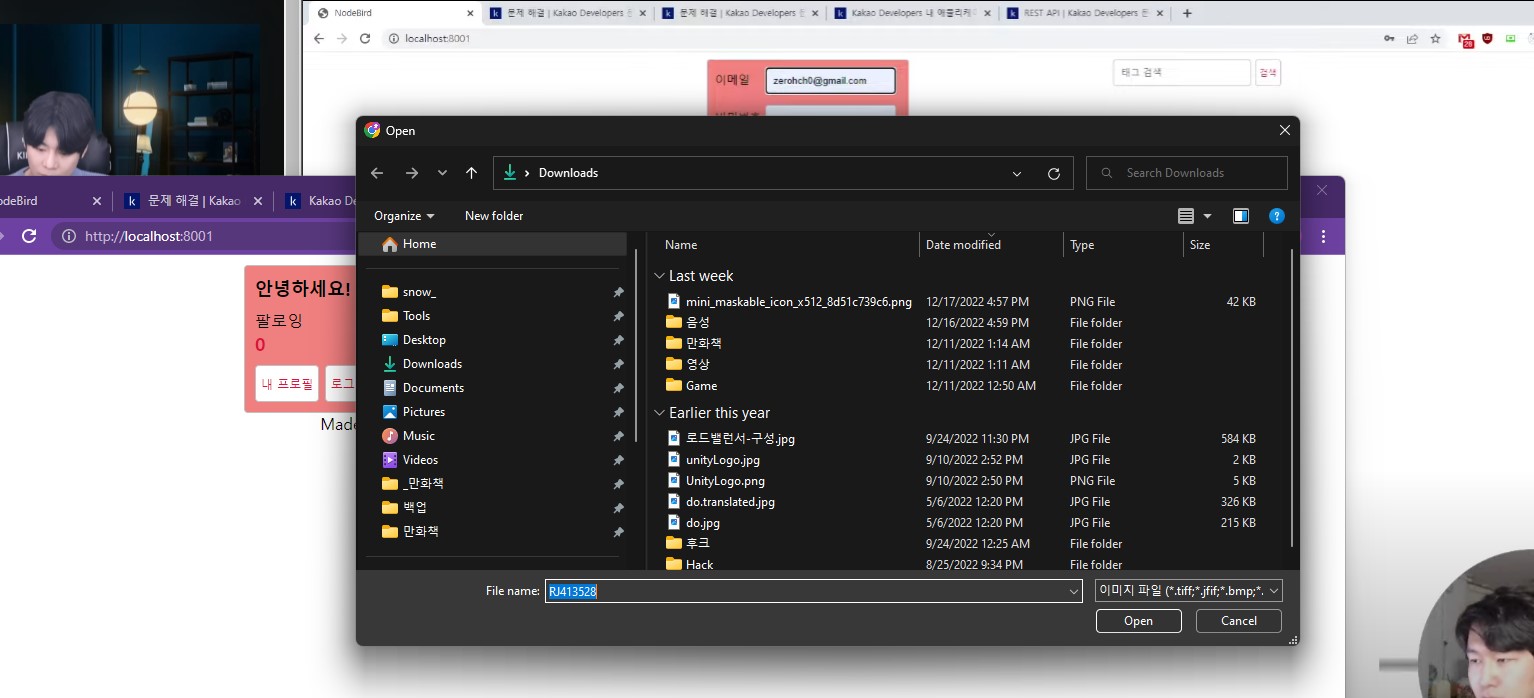 NodeBird
문제 해결 | Kakao Developers 문
문제 해결 | Kakao Developers 문
Kakao Developers 내 애플리케이
REST API | Kakao Developers 문
localhost:8001
28
이메일
zerohch0@gmail.com
태그 검색
검색
KI
odeBird
문제 해결 | Kakao
Kakao De
http://localhost:8001
안녕하세요!
팔로잉
0
내 프로필
로그
Made
Open
Downloads
Search Downloads
Organize
New folder
Home
snow_
Tools
Desktop
Downloads
Documents
Pictures
Music
Videos
_만화책
백업
만화책
Name Date modified Type Size
Last week
mini_maskable_icon_x512_8d51c739c6.png 12/17/2022 4:57 PM PNG File 42 KB
음성 12/16/2022 4:59 PM File folder
만화책 12/11/2022 1:14 AM File folder
영상 12/11/2022 1:11 AM File folder
Game 12/11/2022 12:50 AM File folder
Earlier this year
로드밸런서-구성.jpg 9/24/2022 11:30 PM JPG File 584 KB
unityLogo.jpg 9/10/2022 2:52 PM JPG File 2 KB
UnityLogo.png 9/10/2022 2:50 PM PNG File 5 KB
do.translated.jpg 5/6/2022 12:20 PM JPG File 326 KB
do.jpg 5/6/2022 12:20 PM JPG File 215 KB
후크 9/24/2022 12:25 AM File folder
Hack 8/25/2022 9:34 PM File folder
File name: RJ413528
이미지 파일 (*.tiff;*.jfif;*.bmp;*.
Open
Cancel